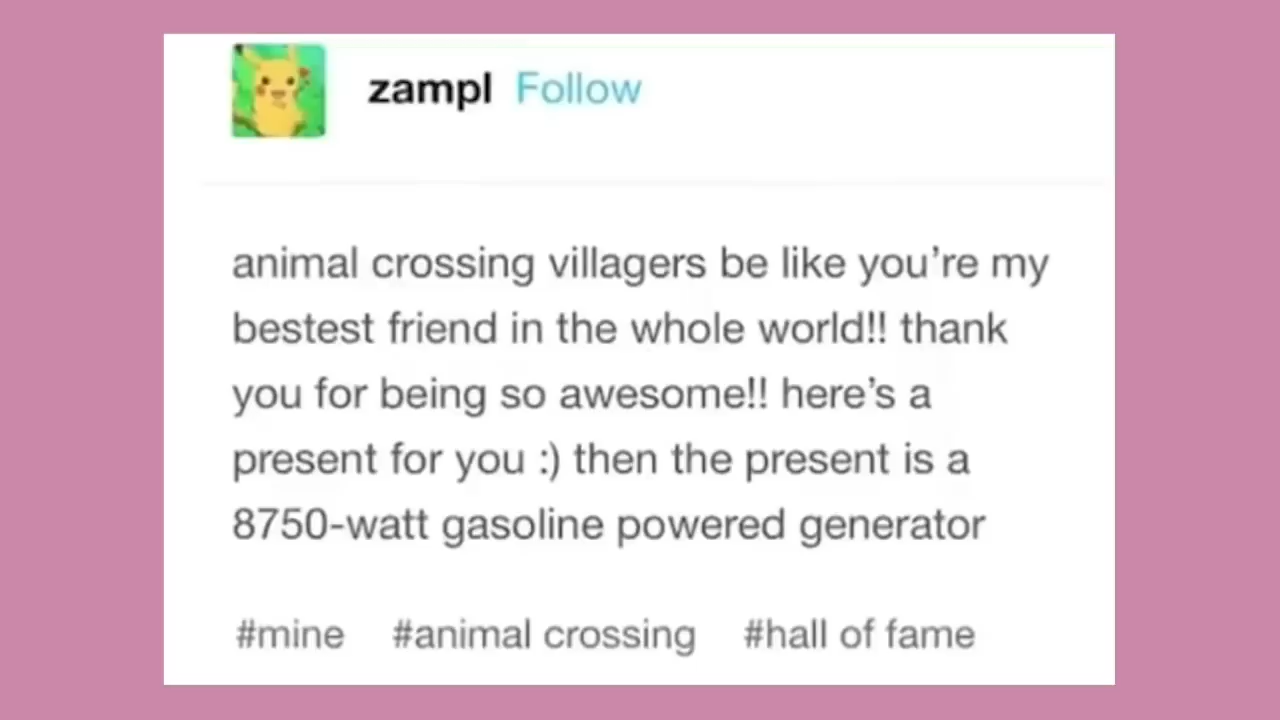 zampl Follow
animal crossing villagers be like you're my
bestest friend in the whole world!! thank
you for being so awesome!! here's a
present for you :) then the present is a
8750-watt gasoline powered generator
#mine #animal crossing #hall of fame